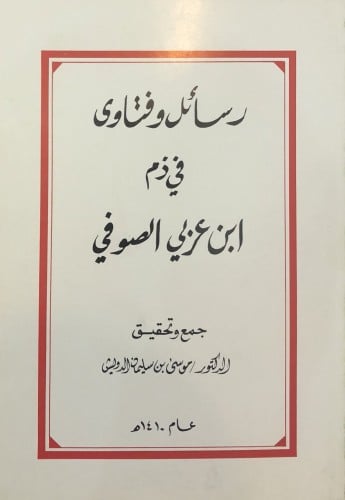 رسائل وفتاوى
في ذم
ابن عربي الصوفي
جمع وتحقيق
الدكتور/موسى بن سليمان الدويش
عام ١٤١٠هـ